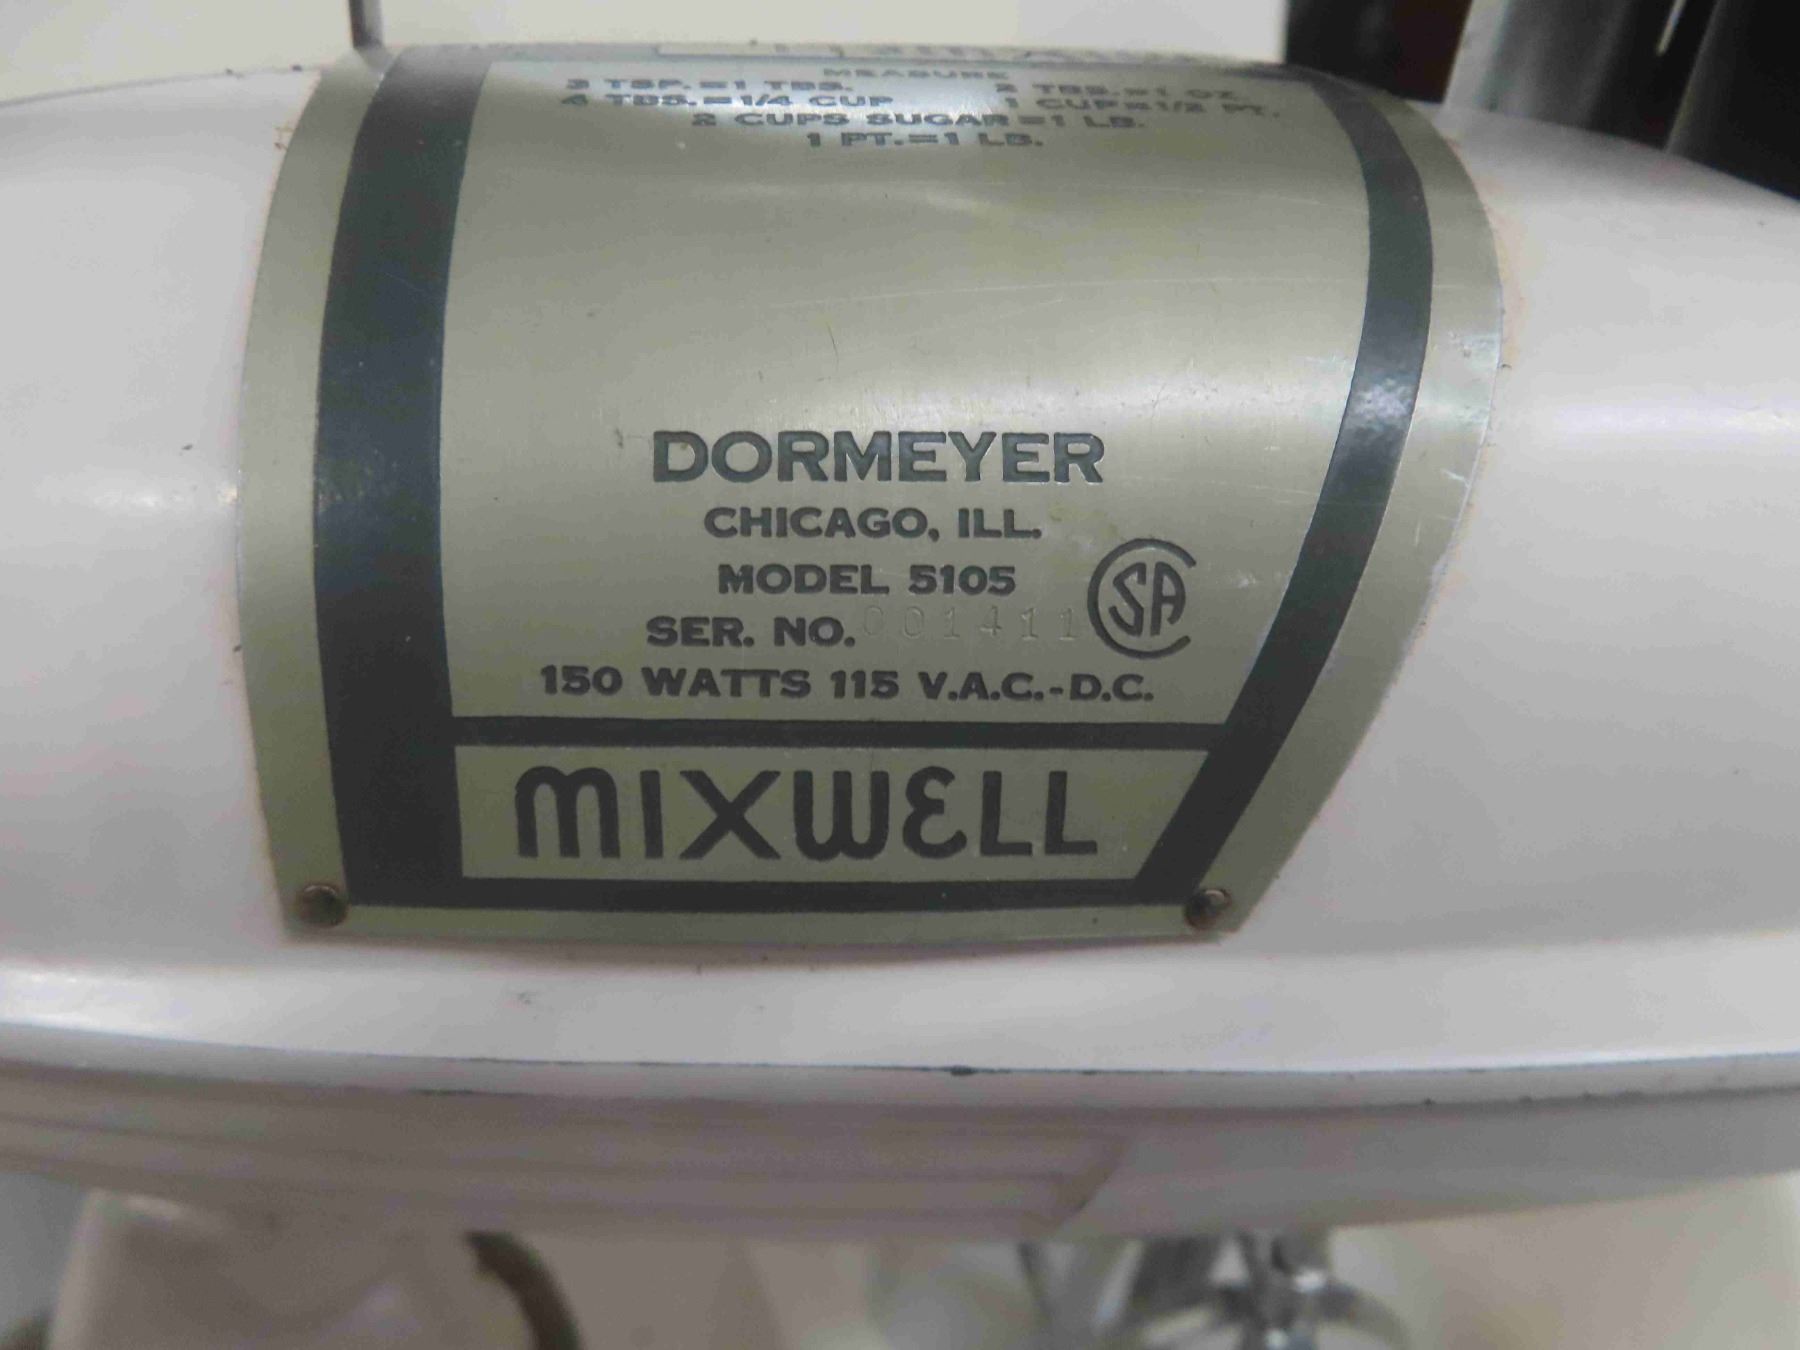 MEASURE
3 TSP.=1 TBS. 2 TBS.=1 OZ.
4 TBS.=1/4 CUP 1 CUP=1/2 PT.
2 CUPS SUGAR=1 LB.
1 PT.=1 LB.
DORMEYER
CHICAGO, ILL.
MODEL 5105
SER. NO. 001411
CSA
150 WATTS 115 V.A.C.-D.C.
MIXWELL